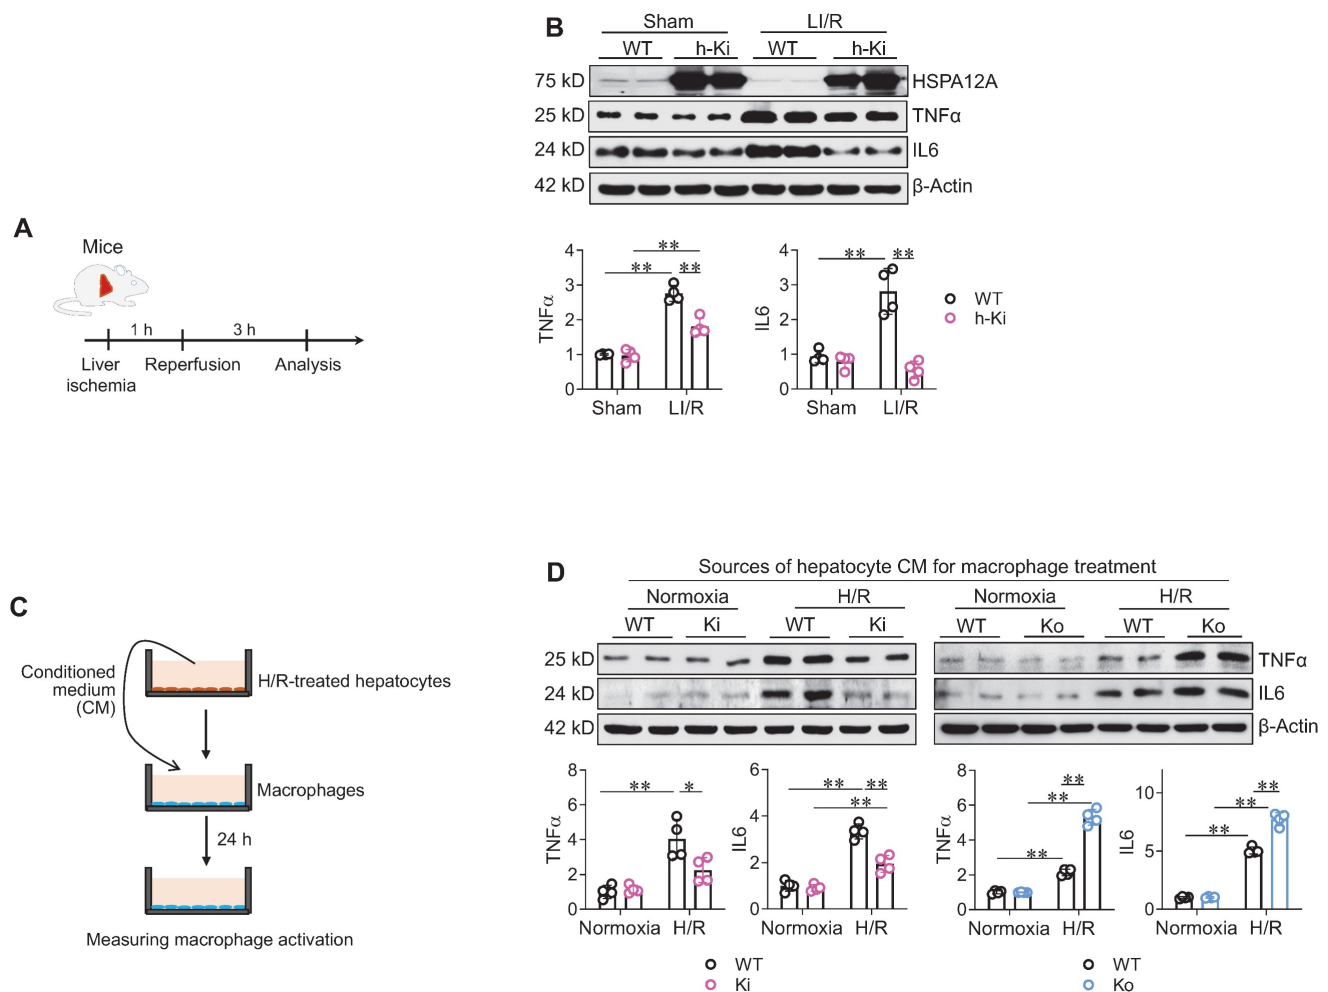 A
Mice
1 h
3 h
Liver
ischemia
Reperfusion
Analysis
B
Sham
LI/R
WT
h-Ki
WT
h-Ki
75 kD
HSPA12A
25 kD
TNFα
24 kD
IL6
42 kD
β-Actin
TNFα
4
3
2
1
0
**
**
**
Sham
LI/R
IL6
4
3
2
1
0
**
**
Sham
LI/R
WT
h-Ki
C
Conditioned
medium
(CM)
H/R-treated hepatocytes
Macrophages
24 h
Measuring macrophage activation
D
Sources of hepatocyte CM for macrophage treatment
Normoxia
H/R
Normoxia
H/R
WT
Ki
WT
Ki
WT
Ko
WT
Ko
25 kD
TNFα
24 kD
IL6
42 kD
β-Actin
TNFα
8
6
4
2
0
**
*
Normoxia
H/R
IL6
6
4
2
0
**
**
**
Normoxia
H/R
WT
Ki
TNFα
8
6
4
2
0
**
**
**
Normoxia
H/R
IL6
10
5
0
**
**
**
Normoxia
H/R
WT
Ko